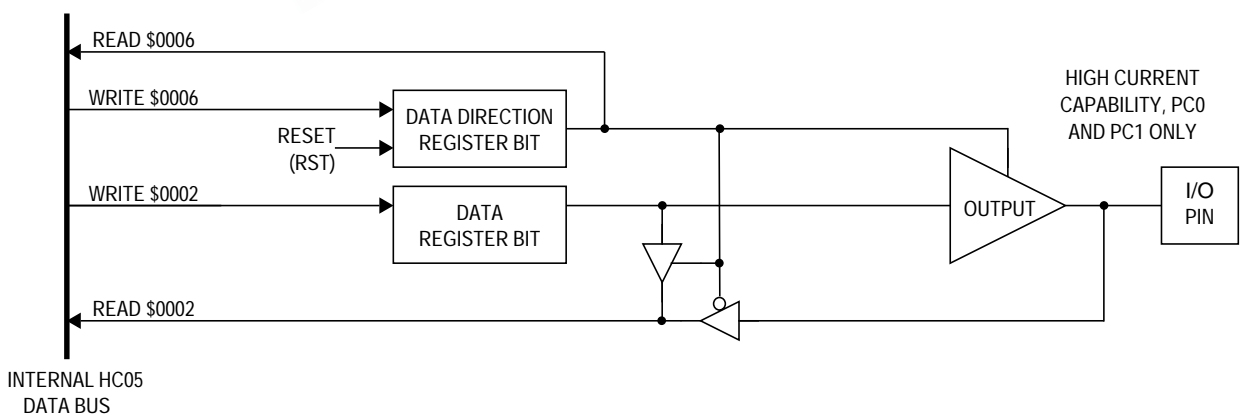 READ $0006
WRITE $0006
RESET
(RST)
DATA DIRECTION
REGISTER BIT
HIGH CURRENT
CAPABILITY, PC0
AND PC1 ONLY
WRITE $0002
DATA
REGISTER BIT
OUTPUT
I/O
PIN
READ $0002
INTERNAL HC05
DATA BUS